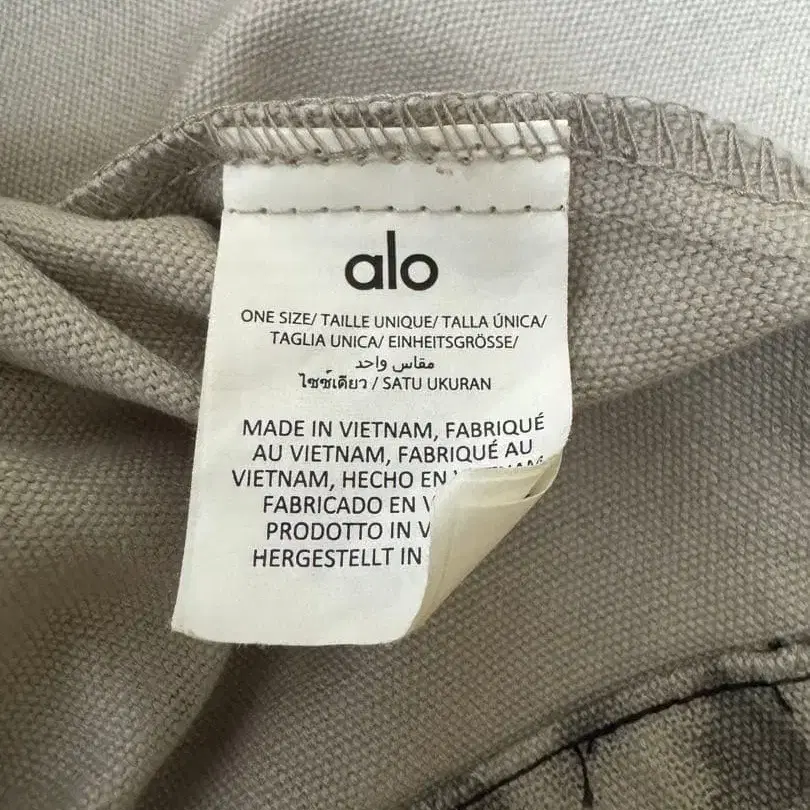 alo
ONE SIZE/ TAILLE UNIQUE/ TALLA ÚNICA/
TAGLIA UNICA/ EINHEITSGRÖSSE/
مقاس واحد
ไซซ์เดียว / SATU UKURAN
MADE IN VIETNAM, FABRIQUÉ
AU VIETNAM, FABRIQUÉ AU
VIETNAM, HECHO EN
FABRICADO EN
PRODOTTO IN
HERGESTELLT IN